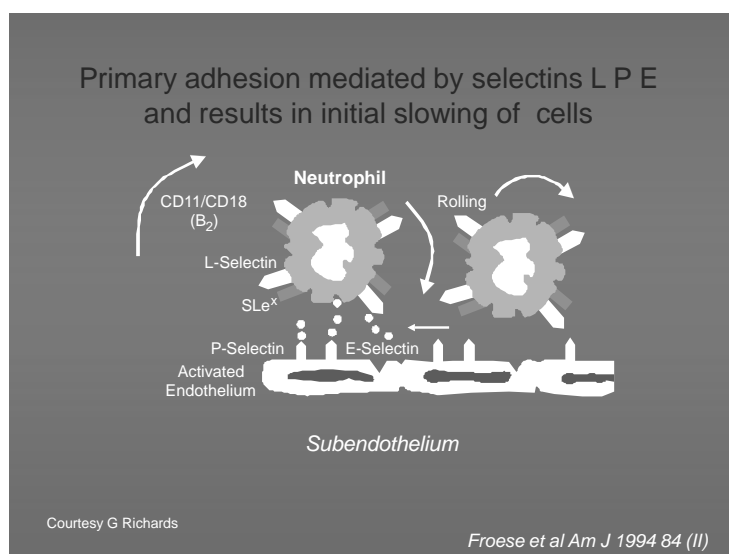 Primary adhesion mediated by selectins L P E
and results in initial slowing of cells
Neutrophil
CD11/CD18
(B₂)
Rolling
L-Selectin
SLeˣ
P-Selectin
E-Selectin
Activated
Endothelium
Subendothelium
Courtesy G Richards
Froese et al Am J 1994 84 (II)